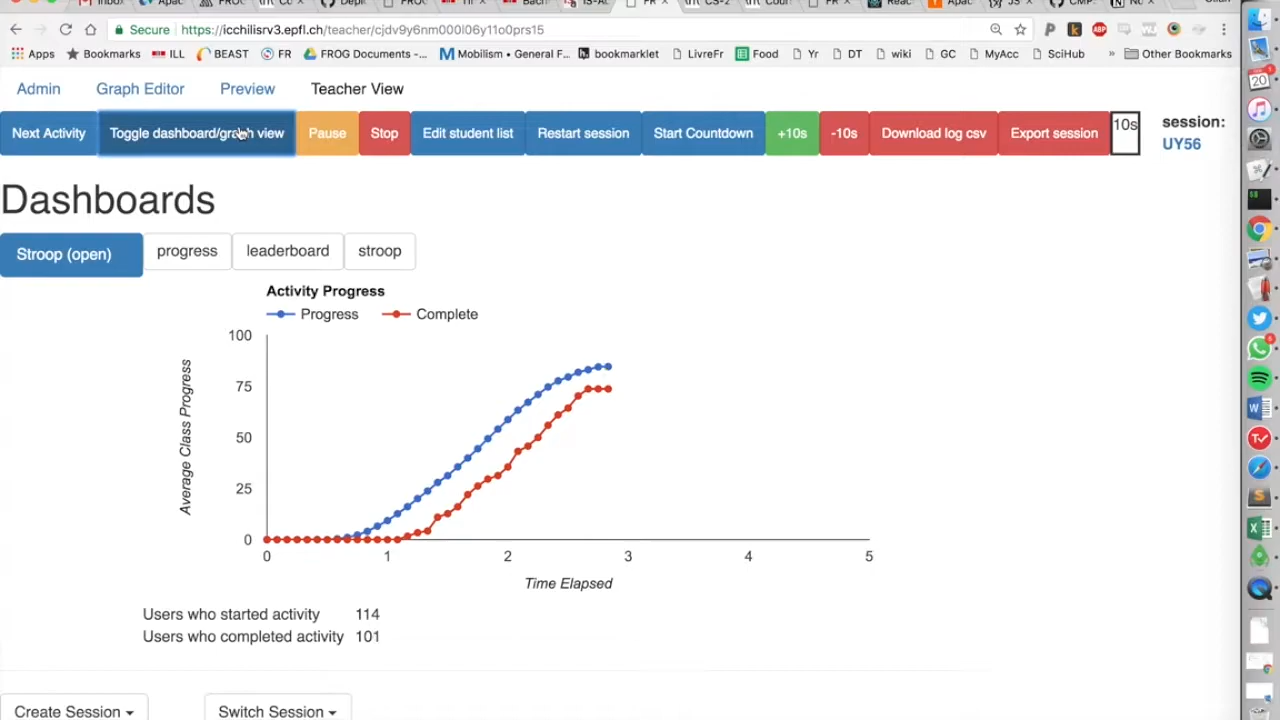 Secure https://icchilisrv3.epfl.ch/teacher/cjdv9y6nm000l06y11o0prs15
Apps Bookmarks ILL BEAST FR FROG Documents -... Mobilism · General F... bookmarklet LivreFr Food Yr DT wiki GC MyAcc SciHub » Other Bookmarks
Admin Graph Editor Preview Teacher View
Next Activity Toggle dashboard/graph view Pause Stop Edit student list Restart session Start Countdown +10s -10s Download log csv Export session 10s session:
UY56
Dashboards
Stroop (open) progress leaderboard stroop
Activity Progress
Progress Complete
100
75
50
25
0
Average Class Progress
0 1 2 3 4 5
Time Elapsed
Users who started activity 114
Users who completed activity 101
Create Session Switch Session